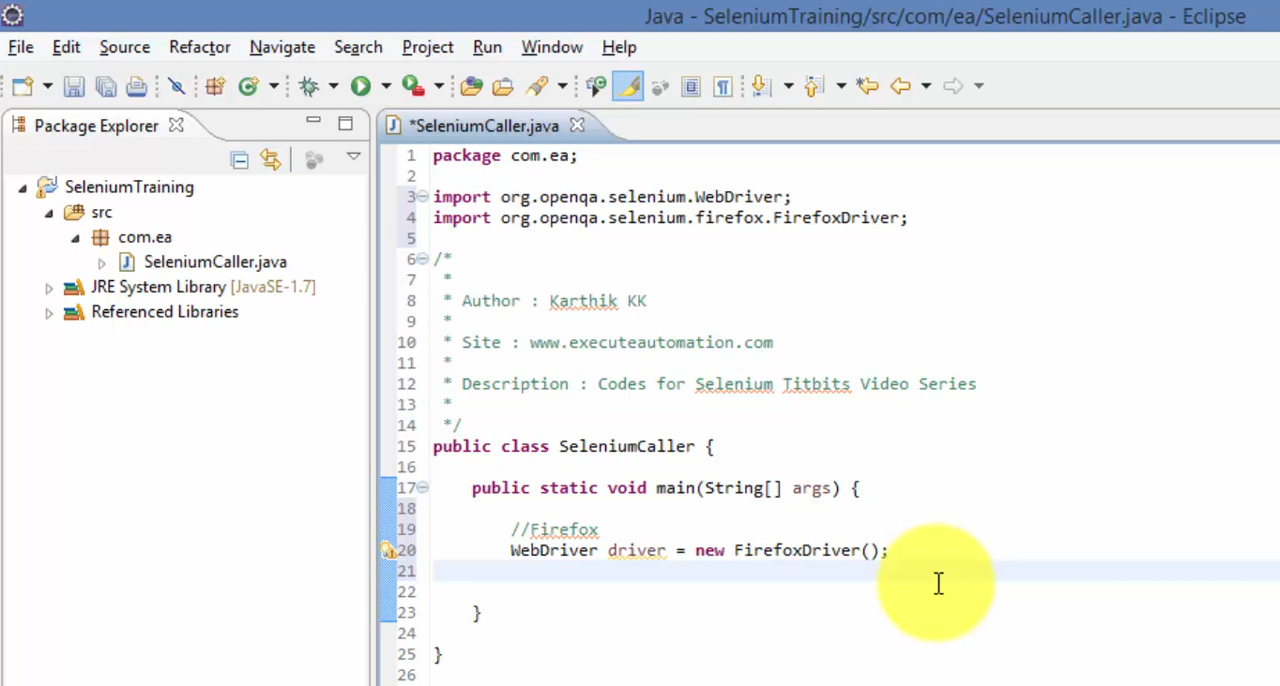 Java - SeleniumTraining/src/com/ea/SeleniumCaller.java - Eclipse
File Edit Source Refactor Navigate Search Project Run Window Help
Package Explorer
SeleniumTraining
src
com.ea
SeleniumCaller.java
JRE System Library [JavaSE-1.7]
Referenced Libraries
*SeleniumCaller.java
1 package com.ea;
2
3 import org.openqa.selenium.WebDriver;
4 import org.openqa.selenium.firefox.FirefoxDriver;
5
6 /*
7 *
8 * Author : Karthik KK
9 *
10 * Site : www.executeautomation.com
11 *
12 * Description : Codes for Selenium Titbits Video Series
13 *
14 */
15 public class SeleniumCaller {
16
17 public static void main(String[] args) {
18
19 //Firefox
20 WebDriver driver = new FirefoxDriver();
21
22
23 }
24
25 }
26